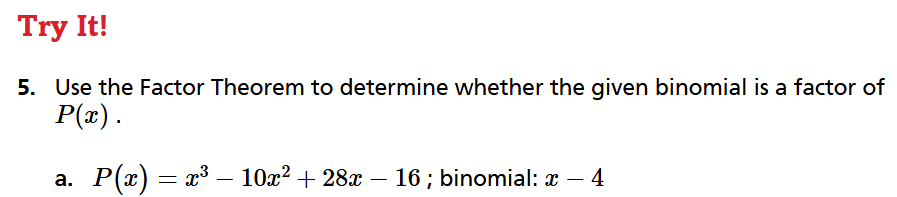 Try It!
5. Use the Factor Theorem to determine whether the given binomial is a factor of
P(x) .
a. P(x) = x³ − 10x² + 28x − 16 ; binomial: x − 4